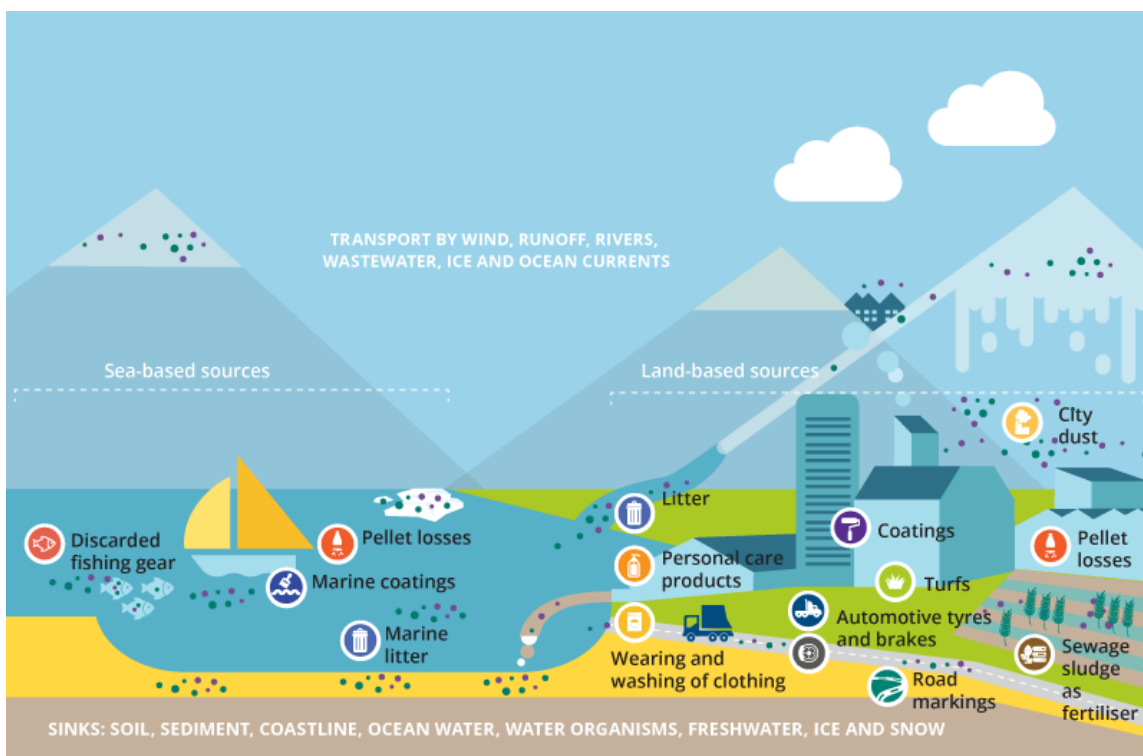 TRANSPORT BY WIND, RUNOFF, RIVERS,
WASTEWATER, ICE AND OCEAN CURRENTS
Sea-based sources
Land-based sources
City
dust
Litter
Discarded
fishing gear
Pellet losses
Marine coatings
Marine
litter
Personal care
products
Coatings
Pellet
losses
Turfs
Automotive tyres
and brakes
Wearing and
washing of clothing
Road
markings
Sewage
sludge
as
fertiliser
SINKS: SOIL, SEDIMENT, COASTLINE, OCEAN WATER, WATER ORGANISMS, FRESHWATER, ICE AND SNOW